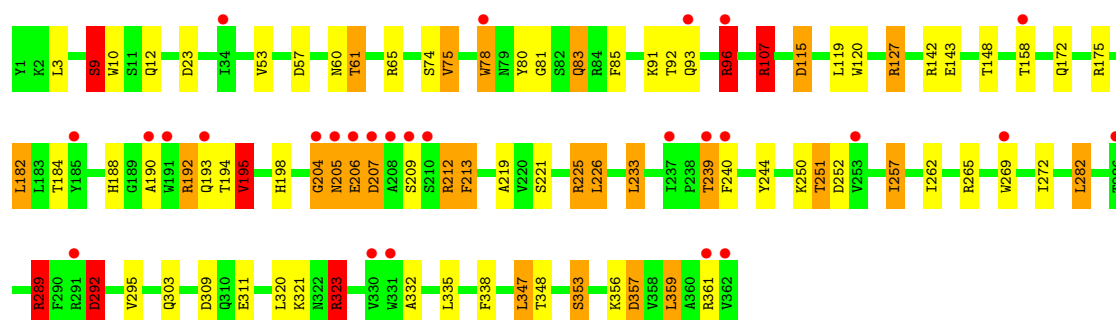 Y1 K2 L3 S9 W10 S11 Q12 D23 I34 V53 D57 N60 T61 R65 S74 V75 W78 N79 Y80 G81 S82 Q83 R84 F85 K91 T92 Q93 R96 R107 D115 L119 W120 R127 R142 E143 T148 T158 Q172 R175
L182 L183 T184 Y185 H188 G189 A190 W191 R192 Q193 T194 V195 H198 G204 N205 E206 D207 A208 S209 S210 R212 F213 A219 V220 S221 R225 L226 L233 I237 P238 T239 F240 Y244 K250 T251 D252 V253 I257 I262 R265 W269 I272 L282
R289 F290 R291 D292 V295 Q303 D309 Q310 E311 L320 K321 N322 R323 V330 W331 A332 L335 F338 L347 T348 S353 K356 D357 V358 L359 A360 R361 V362